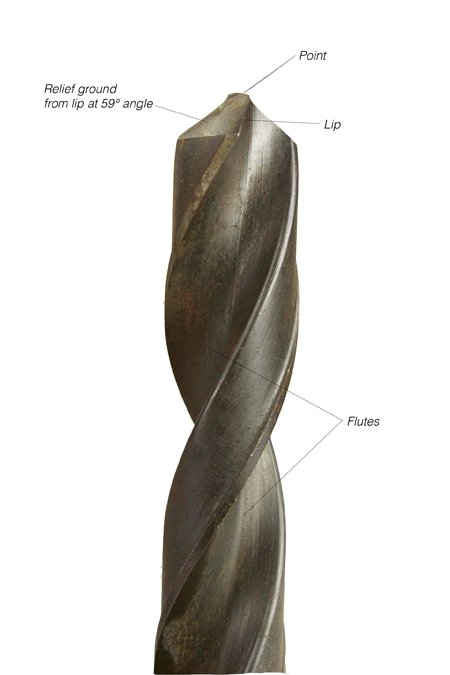 Point
Relief ground
from lip at 59° angle
Lip
Flutes